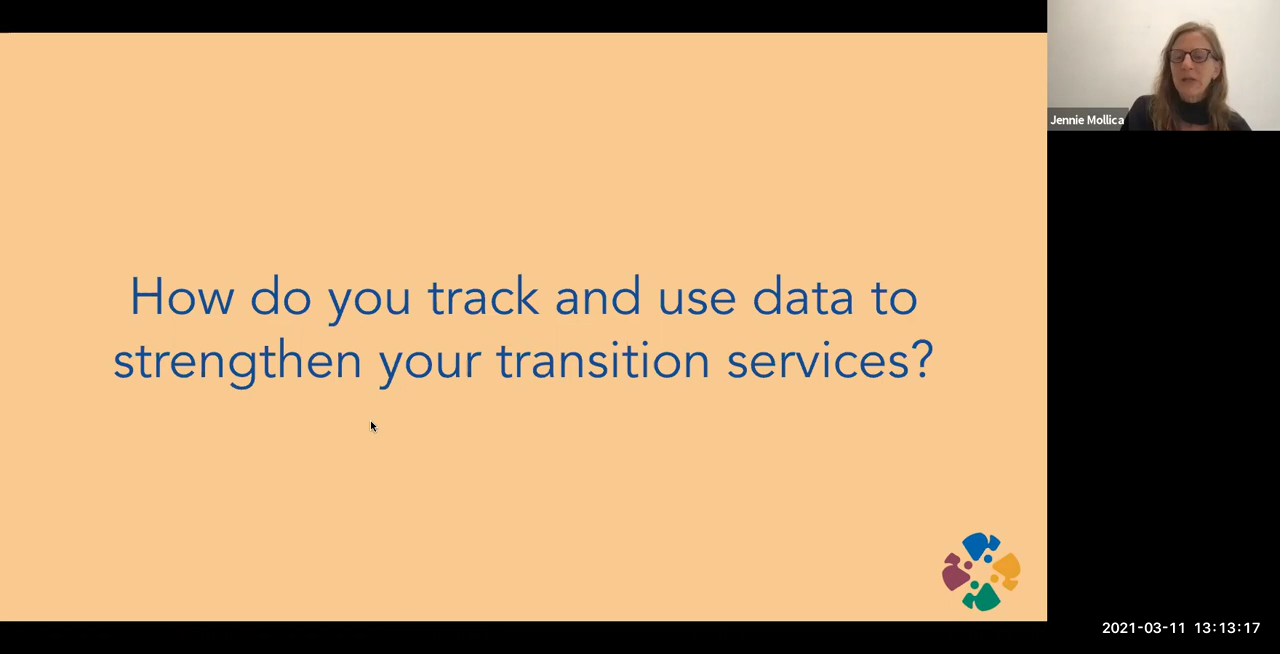 How do you track and use data to
strengthen your transition services?
Jennie Mollica
2021-03-11 13:13:17